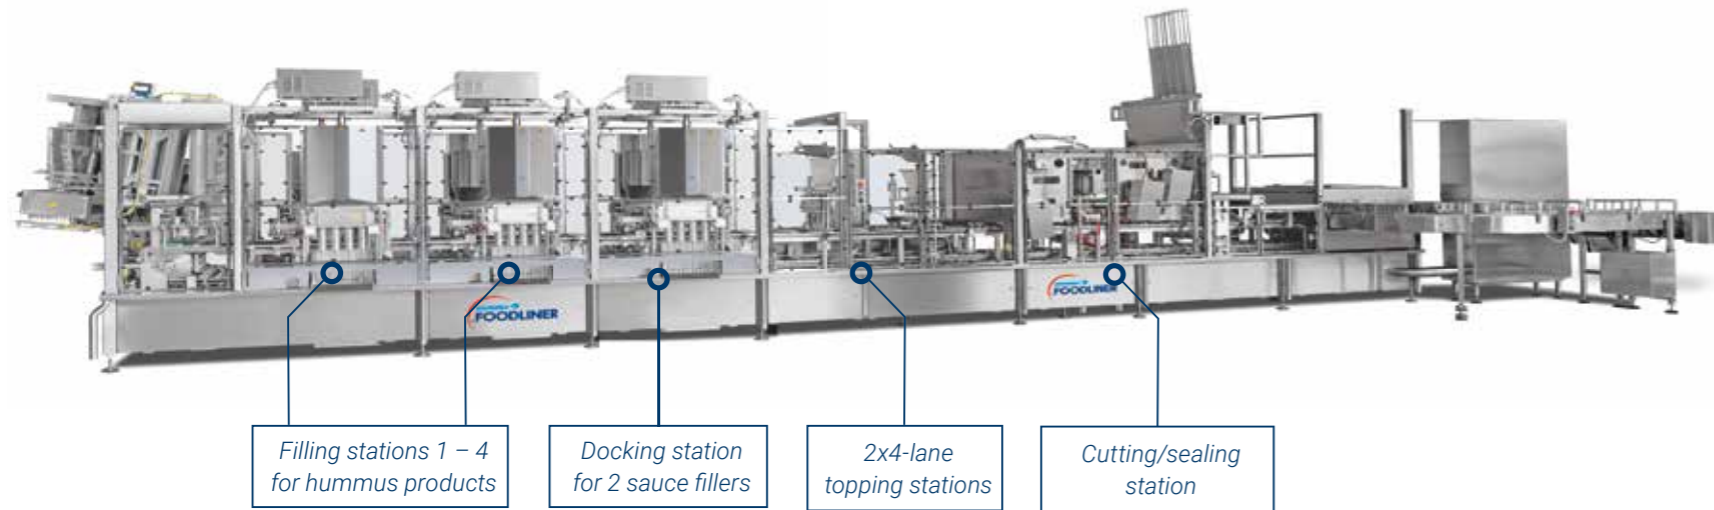 FOODLINER
FOODLINER
Filling stations 1 – 4
for hummus products
Docking station
for 2 sauce fillers
2x4-lane
topping stations
Cutting/sealing
station